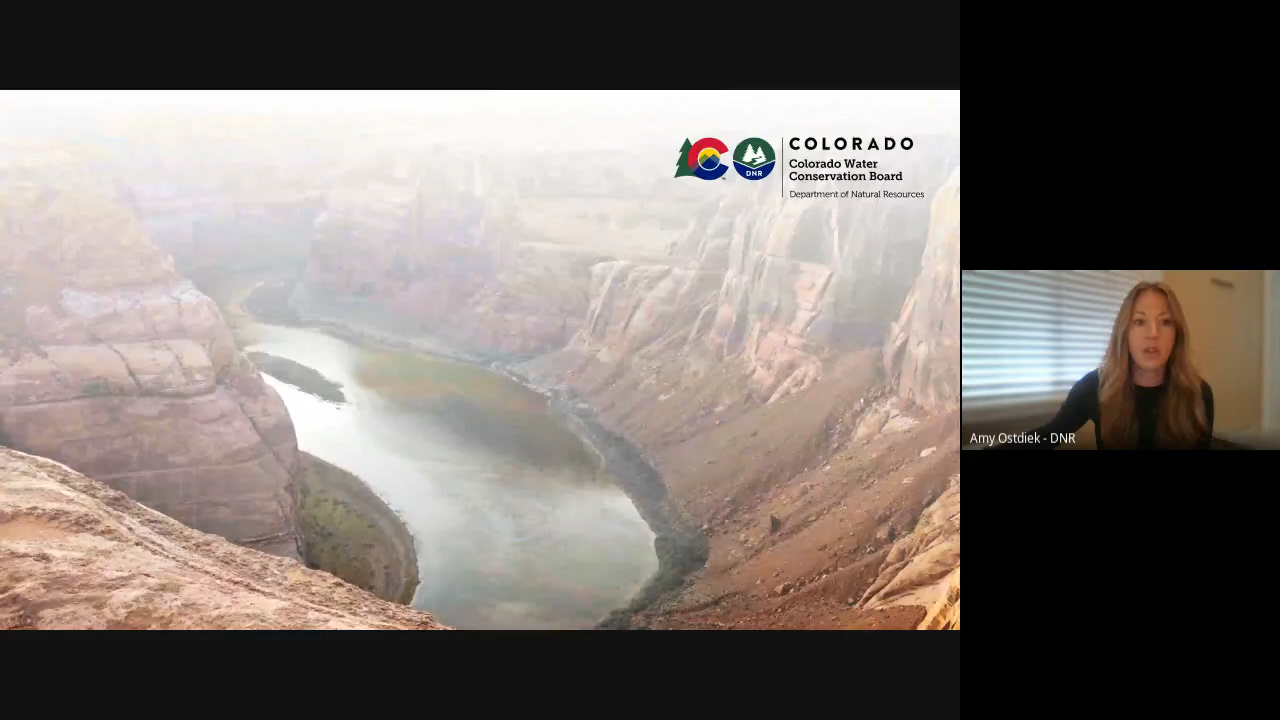 COLORADO
Colorado Water
Conservation Board
Department of Natural Resources
DNR
Amy Ostdiek - DNR